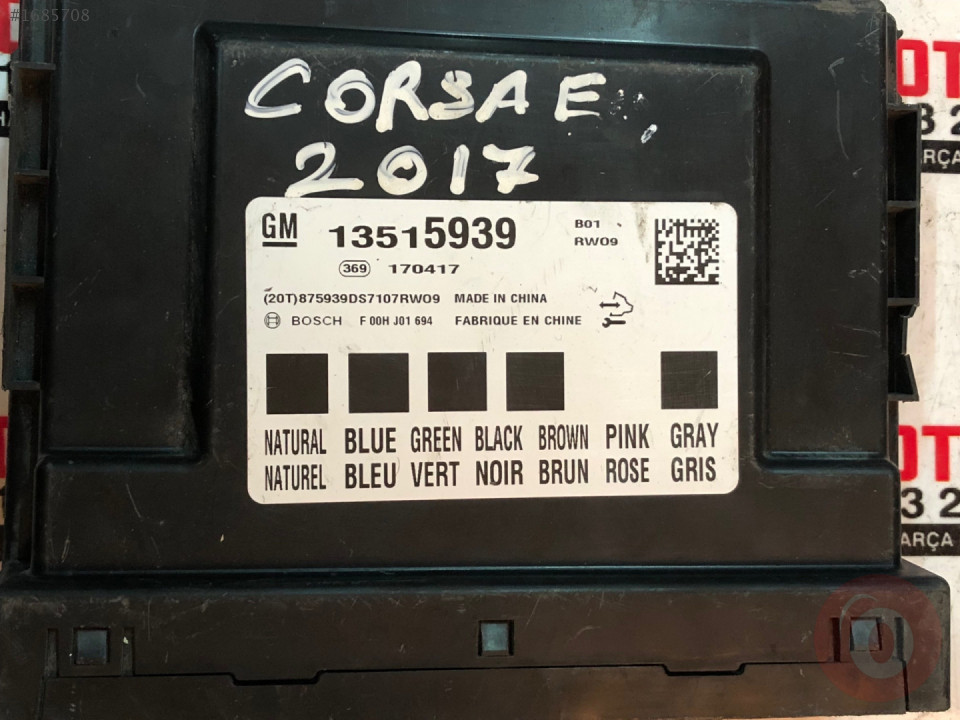 #1685708
CORSA E
2017
GM 13515939 B01
RW09
369 170417
(20T)875939DS7107RW09 MADE IN CHINA
BOSCH F 00H J01 694 FABRIQUE EN CHINE
NATURAL BLUE GREEN BLACK BROWN PINK GRAY
NATUREL BLEU VERT NOIR BRUN ROSE GRIS